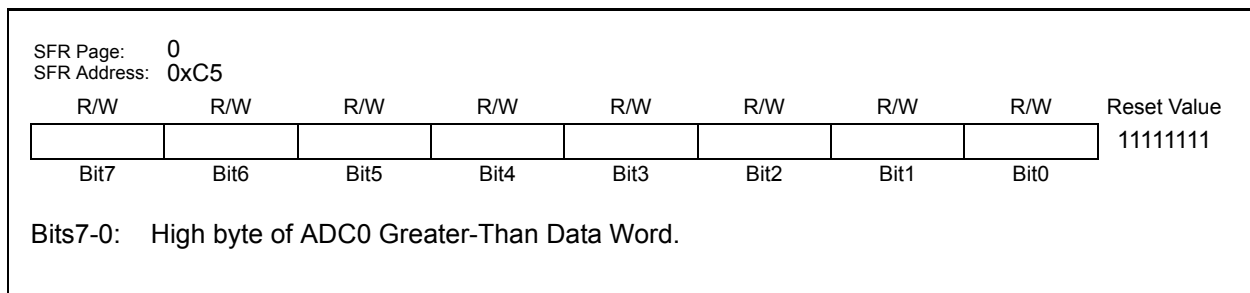 SFR Page: 0
SFR Address: 0xC5
R/W R/W R/W R/W R/W R/W R/W R/W Reset Value
11111111
Bit7 Bit6 Bit5 Bit4 Bit3 Bit2 Bit1 Bit0
Bits7-0: High byte of ADC0 Greater-Than Data Word.